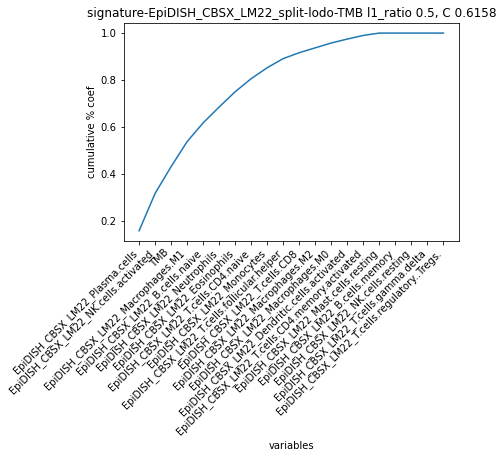 signature-EpiDISH_CBSX_LM22_split-lodo-TMB l1_ratio 0.5, C 0.6158
cumulative % coef
1.0
0.8
0.6
0.4
0.2
EpiDISH_CBSX_LM22_Plasma.cells
EpiDISH_CBSX_LM22_NK.cells.activated
TMB
EpiDISH_CBSX_LM22_Macrophages.M1
EpiDISH_CBSX_LM22_B.cells.naive
EpiDISH_CBSX_LM22_Neutrophils
EpiDISH_CBSX_LM22_Eosinophils
EpiDISH_CBSX_LM22_T.cells.CD4.naive
EpiDISH_CBSX_LM22_Monocytes
EpiDISH_CBSX_LM22_T.cells.follicular.helper
EpiDISH_CBSX_LM22_T.cells.CD8
EpiDISH_CBSX_LM22_Macrophages.M2
EpiDISH_CBSX_LM22_Macrophages.M0
EpiDISH_CBSX_LM22_Dendritic.cells.activated
EpiDISH_CBSX_LM22_T.cells.CD4.memory.activated
EpiDISH_CBSX_LM22_Mast.cells.resting
EpiDISH_CBSX_LM22_B.cells.memory
EpiDISH_CBSX_LM22_NK.cells.resting
EpiDISH_CBSX_LM22_T.cells.gamma.delta
EpiDISH_CBSX_LM22_T.cells.regulatory..Tregs.
variables